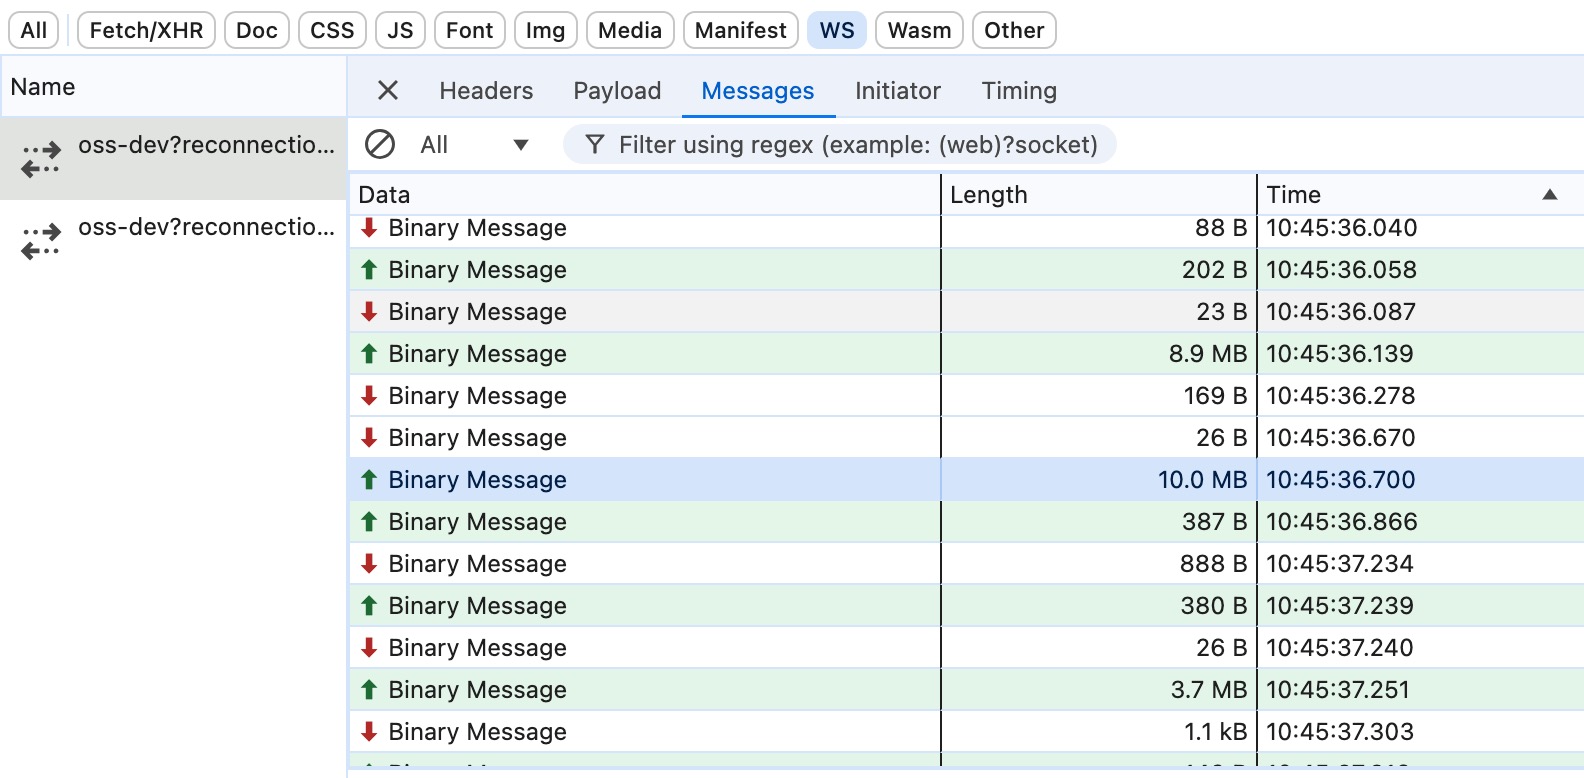 All Fetch/XHR Doc CSS JS Font Img Media Manifest WS Wasm Other
Name
oss-dev?reconnectio...
oss-dev?reconnectio...
Headers Payload Messages Initiator Timing
All Filter using regex (example: (web)?socket)
Data Length Time
Binary Message 88 B 10:45:36.040
Binary Message 202 B 10:45:36.058
Binary Message 23 B 10:45:36.087
Binary Message 8.9 MB 10:45:36.139
Binary Message 169 B 10:45:36.278
Binary Message 26 B 10:45:36.670
Binary Message 10.0 MB 10:45:36.700
Binary Message 387 B 10:45:36.866
Binary Message 888 B 10:45:37.234
Binary Message 380 B 10:45:37.239
Binary Message 26 B 10:45:37.240
Binary Message 3.7 MB 10:45:37.251
Binary Message 1.1 kB 10:45:37.303